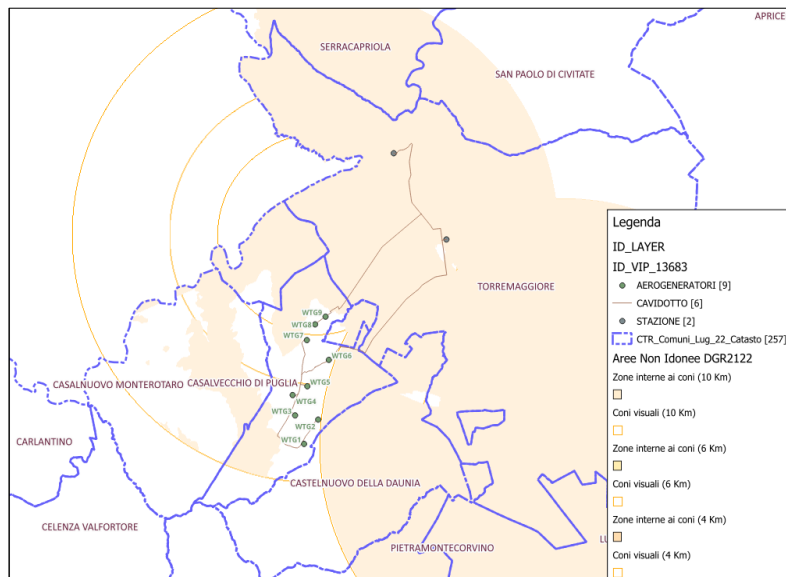 APRICE
SERRACAPRIOLA
SAN PAOLO DI CIVITATE
TORREMAGGIORE
WTG9
WTG8
WTG7
WTG6
CASALNUOVO MONTEROTARO
CASALVECCHIO DI PUGLIA
WTG5
WTG4
WTG3
WTG2
WTG1
CARLANTINO
CASTELNUOVO DELLA DAUNIA
CELENZA VALFORTORE
PIETRAMONTECORVINO
LU
Legenda
ID_LAYER
ID_VIP_13683
AEROGENERATORI [9]
CAVIDOTTO [6]
STAZIONE [2]
CTR_Comuni_Lug_22_Catasto [257]
Aree Non Idonee DGR2122
Zone interne ai coni (10 Km)
Coni visuali (10 Km)
Zone interne ai coni (6 Km)
Coni visuali (6 Km)
Zone interne ai coni (4 Km)
Coni visuali (4 Km)